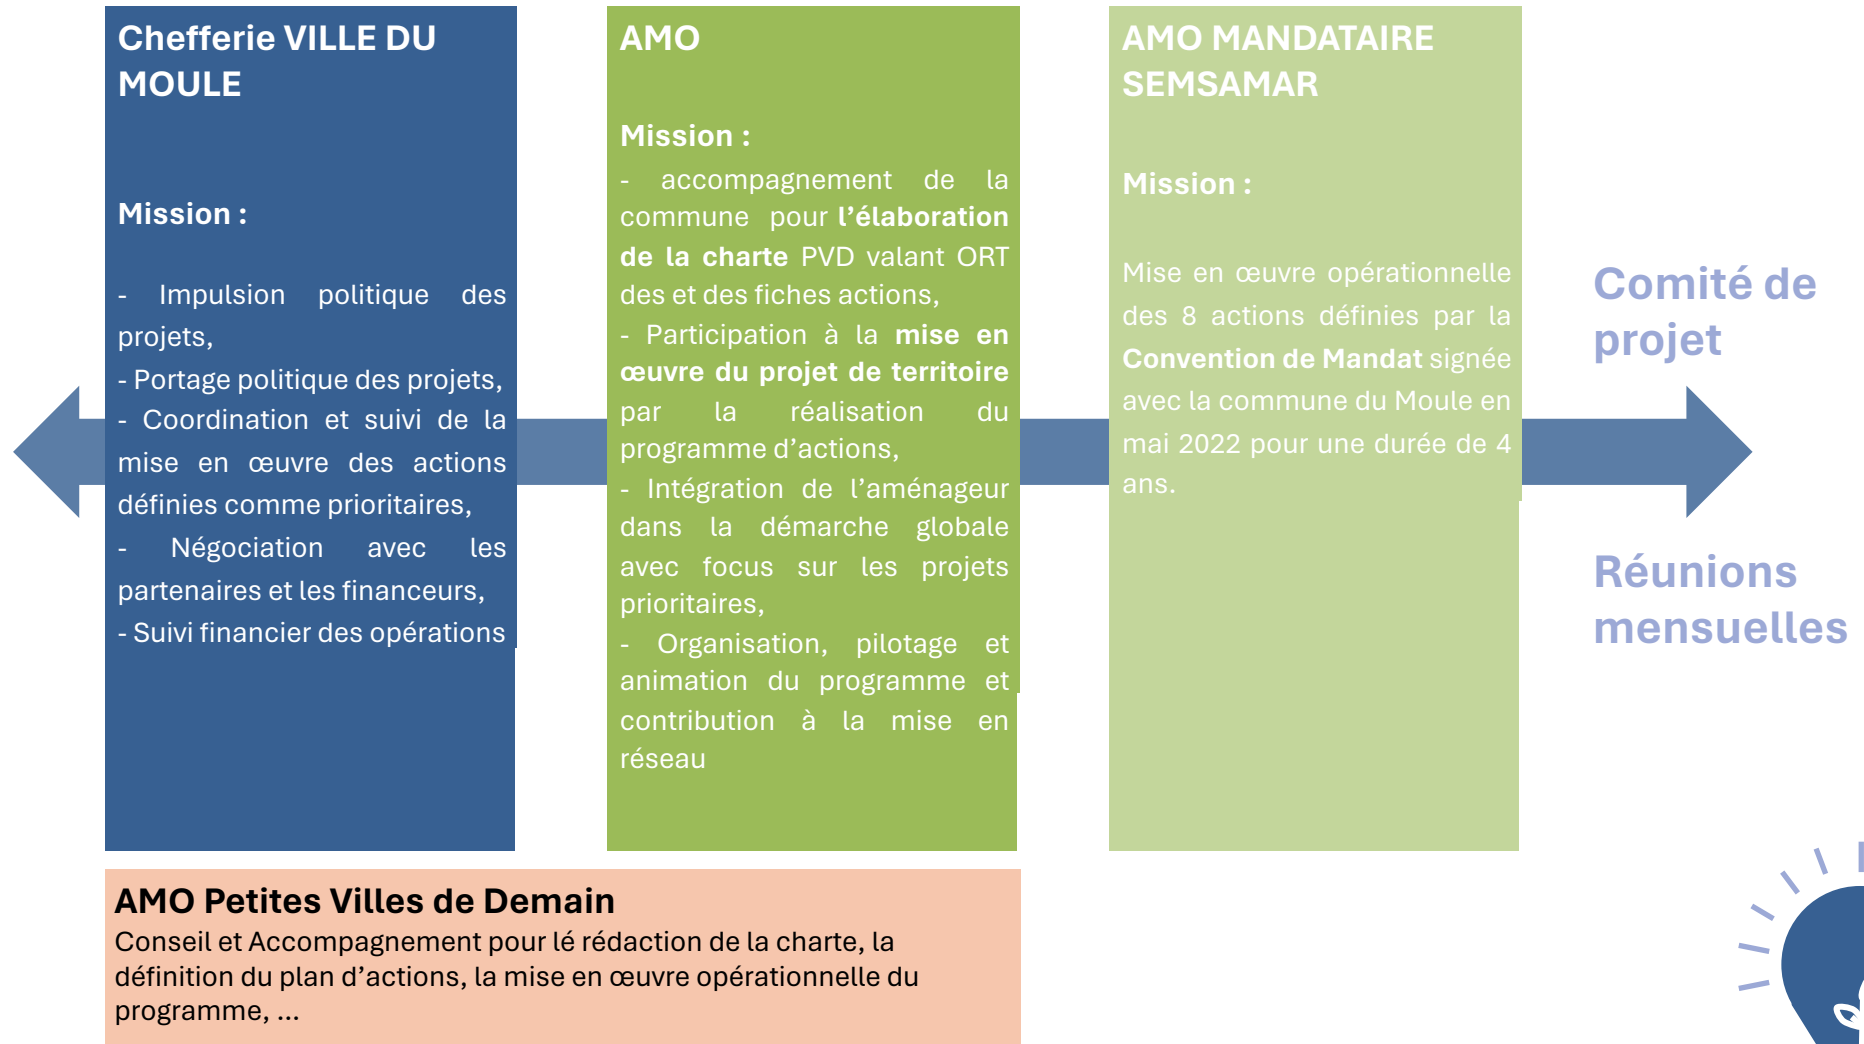 Chefferie VILLE DU
MOULE
Mission :
- Impulsion politique des
projets,
- Portage politique des projets,
- Coordination et suivi de la
mise en œuvre des actions
définies comme prioritaires,
- Négociation avec les
partenaires et les financeurs,
- Suivi financier des opérations
AMO
Mission :
- accompagnement de la
commune pour l’élaboration
de la charte PVD valant ORT
des et des fiches actions,
- Participation à la mise en
œuvre du projet de territoire
par la réalisation du
programme d’actions,
- Intégration de l’aménageur
dans la démarche globale
avec focus sur les projets
prioritaires,
- Organisation, pilotage et
animation du programme et
contribution à la mise en
réseau
AMO MANDATAIRE
SEMSAMAR
Mission :
Mise en œuvre opérationnelle
des 8 actions définies par la
Convention de Mandat signée
avec la commune du Moule en
mai 2022 pour une durée de 4
ans.
Comité de
projet
Réunions
mensuelles
AMO Petites Villes de Demain
Conseil et Accompagnement pour lé rédaction de la charte, la
définition du plan d’actions, la mise en œuvre opérationnelle du
programme, ...